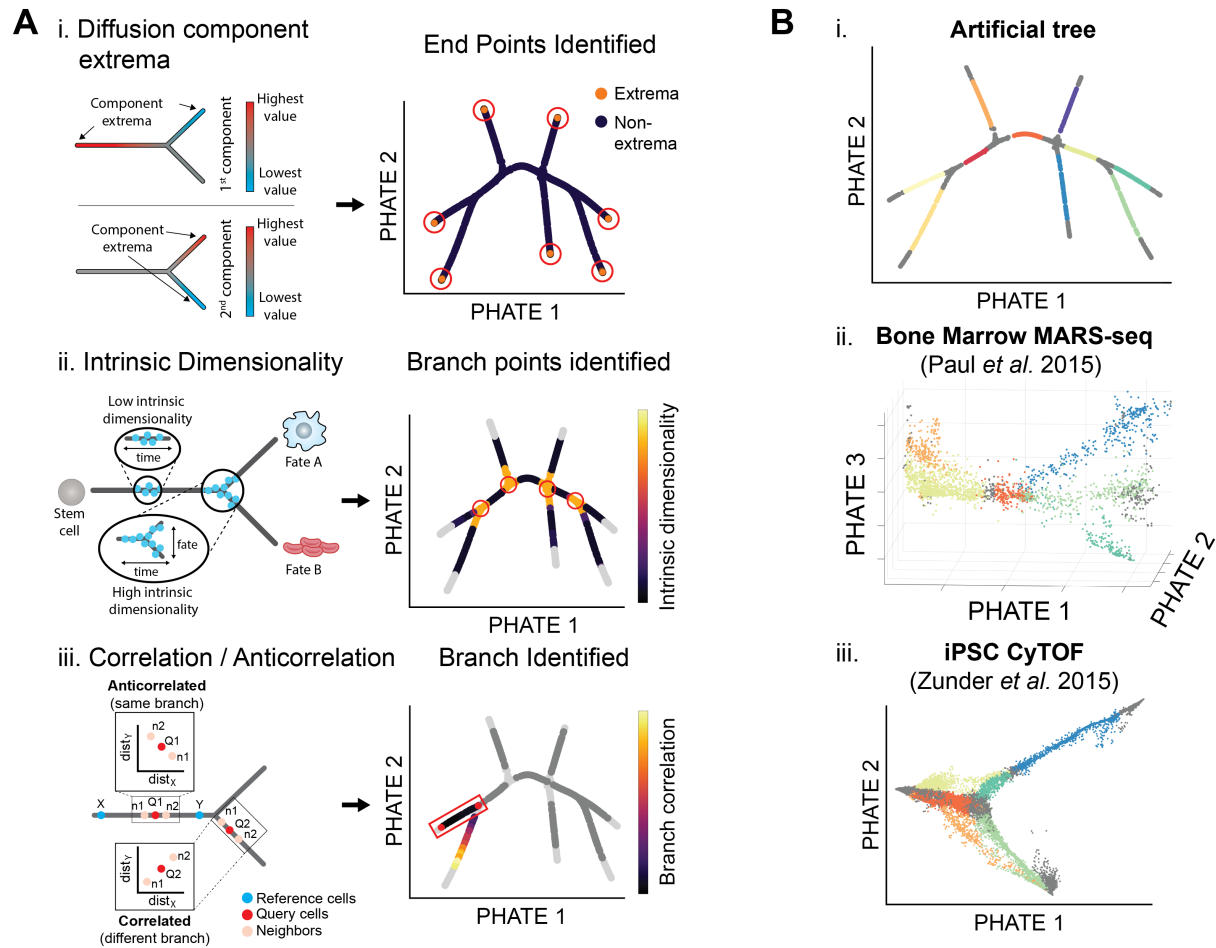 A
i. Diffusion component
extrema
Component
extrema
1st component
Highest
value
Lowest
value
Component
extrema
2nd component
Highest
value
Lowest
value
End Points Identified
Extrema
Non-
extrema
PHATE 2
PHATE 1
ii. Intrinsic Dimensionality
Low intrinsic
dimensionality
time
Stem
cell
Fate A
fate
time
Fate B
High intrinsic
dimensionality
Branch points identified
PHATE 2
PHATE 1
Intrinsic dimensionality
iii. Correlation / Anticorrelation
Anticorrelated
(same branch)
n2
Q1
n1
distY
distX
X
n1
Q1
n2
Y
n1
Q2
n2
n2
Q2
n1
distY
distX
Correlated
(different branch)
Reference cells
Query cells
Neighbors
Branch Identified
PHATE 2
PHATE 1
Branch correlation
B
i.
Artificial tree
PHATE 2
PHATE 1
ii.
Bone Marrow MARS-seq
(Paul et al. 2015)
PHATE 3
PHATE 1
PHATE 2
iii.
iPSC CyTOF
(Zunder et al. 2015)
PHATE 2
PHATE 1